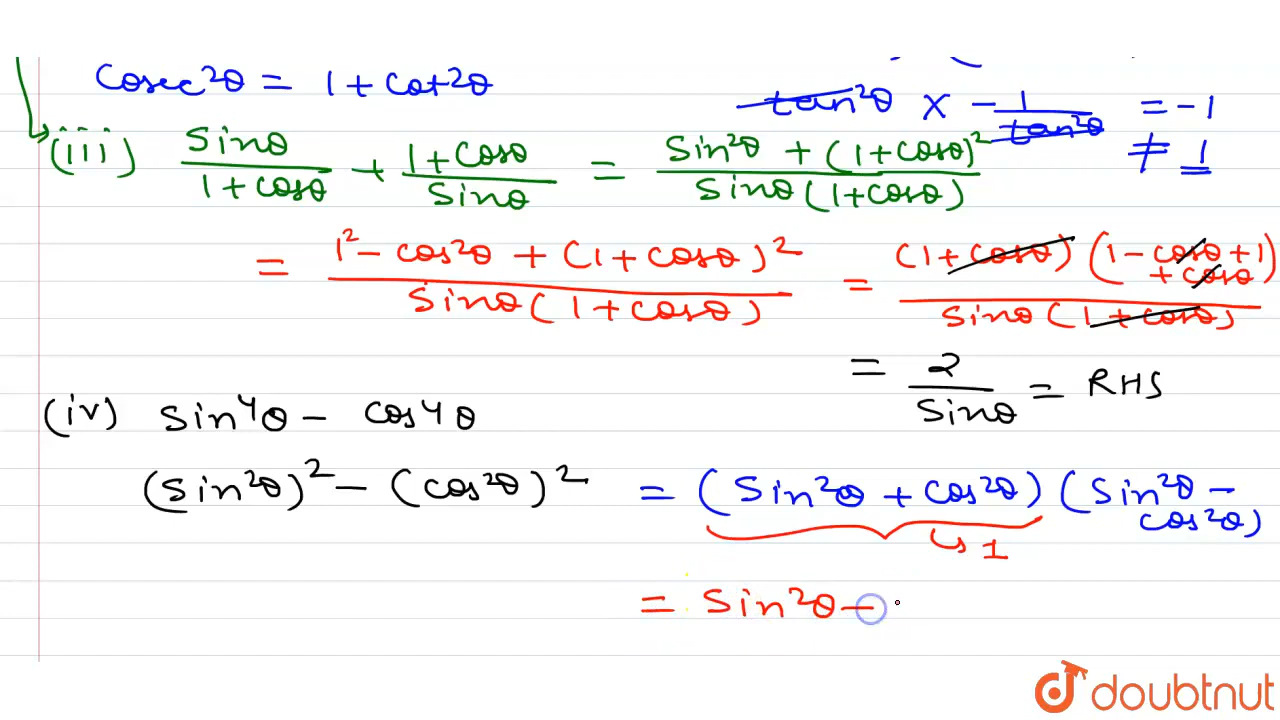 cosec²θ = 1 + cot²θ
tan²θ × - 1/tan²θ = -1
≠ 1
(iii) sinθ/(1+cosθ) + (1+cosθ)/sinθ = (sin²θ + (1+cosθ)²)/(sinθ(1+cosθ))
= (1² - cos²θ + (1+cosθ)²)/(sinθ(1+cosθ)) = ((1+cosθ)(1-cosθ+1+cosθ))/(sinθ(1+cosθ))
= 2/sinθ = RHS
(iv) sin⁴θ - cos⁴θ
(sin²θ)² - (cos²θ)² = (sin²θ + cos²θ)(sin²θ - cos²θ)
↳ 1
= sin²θ -
doubtnut